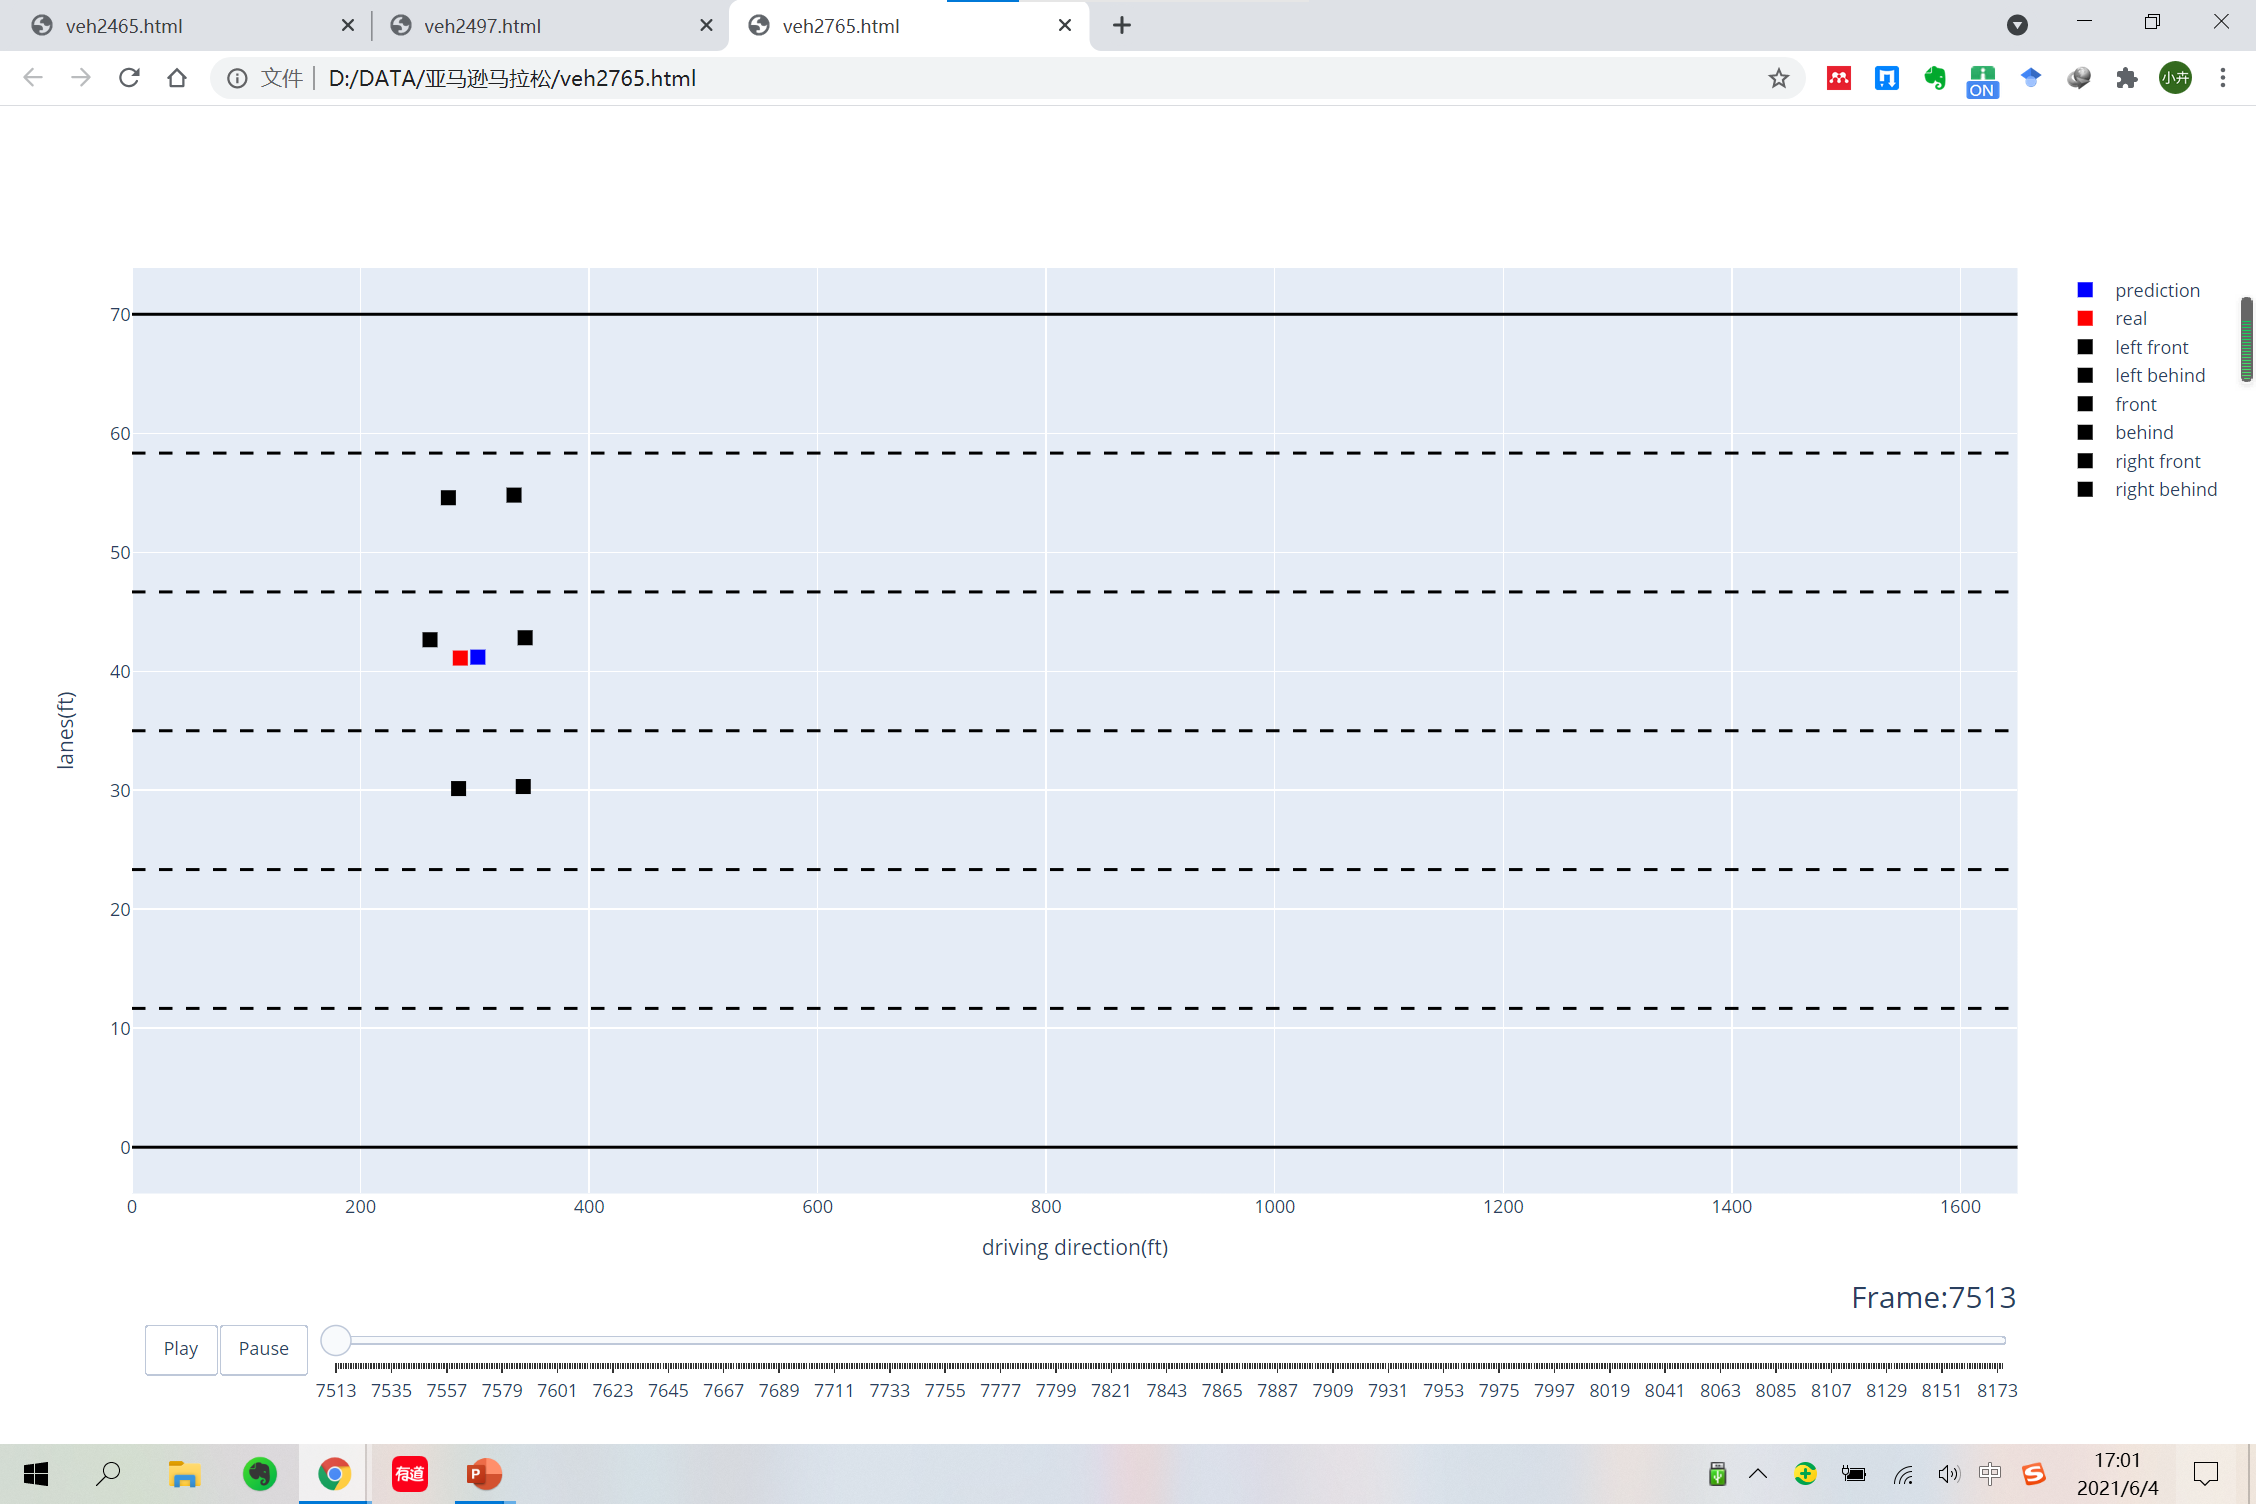 veh2465.html veh2497.html veh2765.html
文件 D:/DATA/亚马逊马拉松/veh2765.html ON 小卉
prediction
real
left front
left behind
front
behind
right front
right behind
70
60
50
40
30
20
10
0
lanes(ft)
0 200 400 600 800 1000 1200 1400 1600
driving direction(ft)
Frame:7513
Play Pause
7513 7535 7557 7579 7601 7623 7645 7667 7689 7711 7733 7755 7777 7799 7821 7843 7865 7887 7909 7931 7953 7975 7997 8019 8041 8063 8085 8107 8129 8151 8173
有道 P 中 S 17:01
2021/6/4